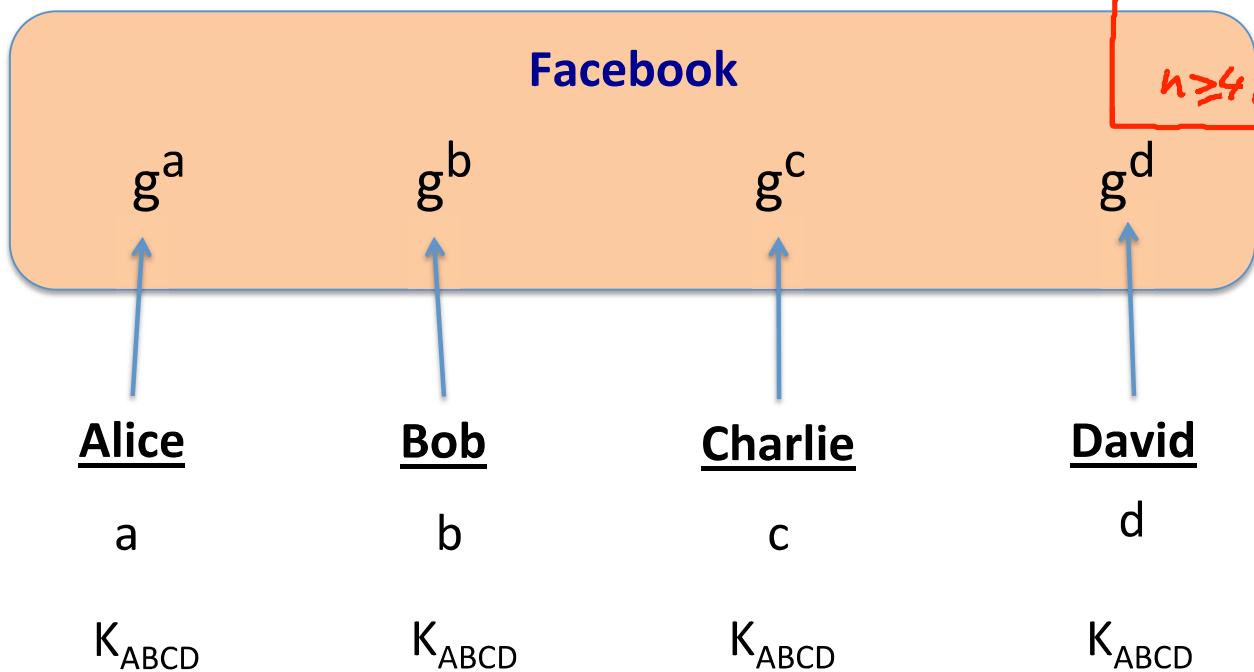 Facebook
n≥4
g^a g^b g^c g^d
Alice Bob Charlie David
a b c d
K_ABCD K_ABCD K_ABCD K_ABCD